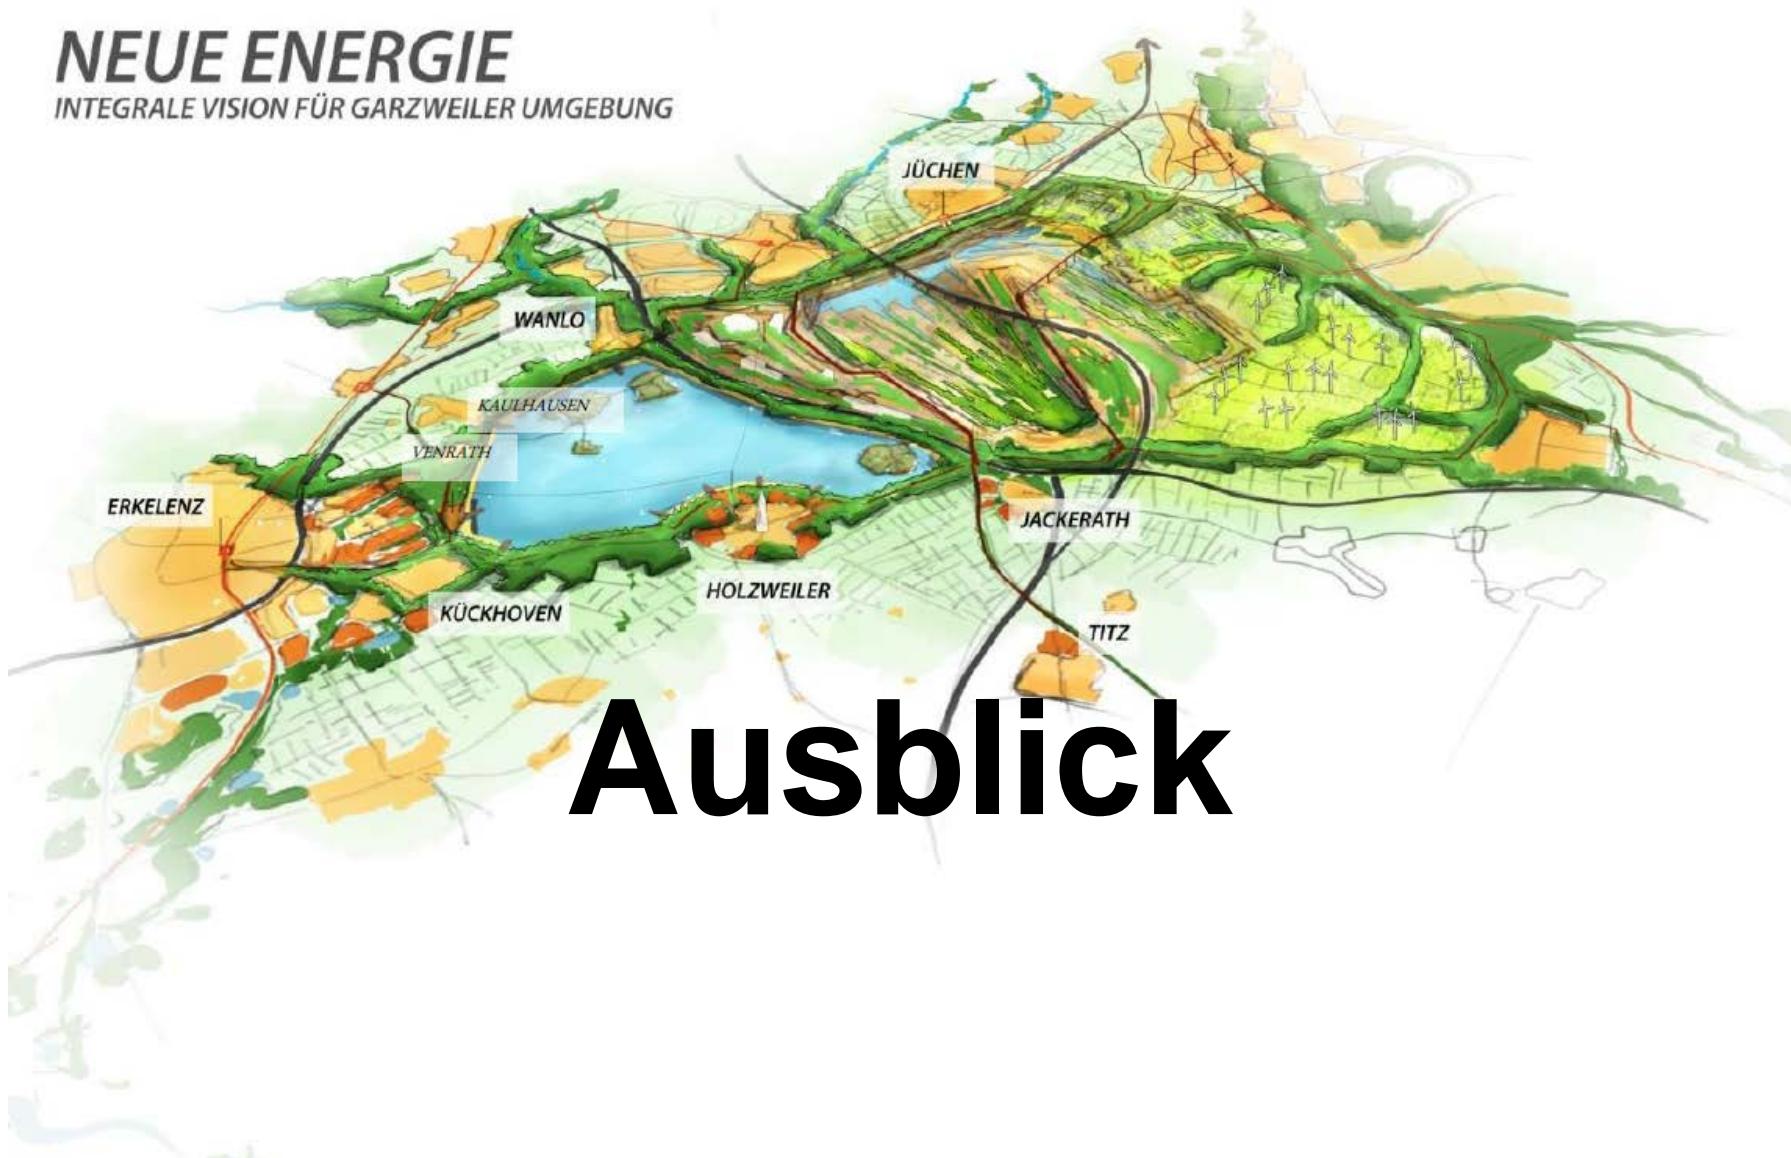 NEUE ENERGIE
INTEGRALE VISION FÜR GARZWEILER UMGEBUNG
JÜCHEN
WANLO
KAULHAUSEN
VENRATH
ERKELENZ
JACKERATH
HOLZWEILER
KÜCKHOVEN
TITZ
Ausblick